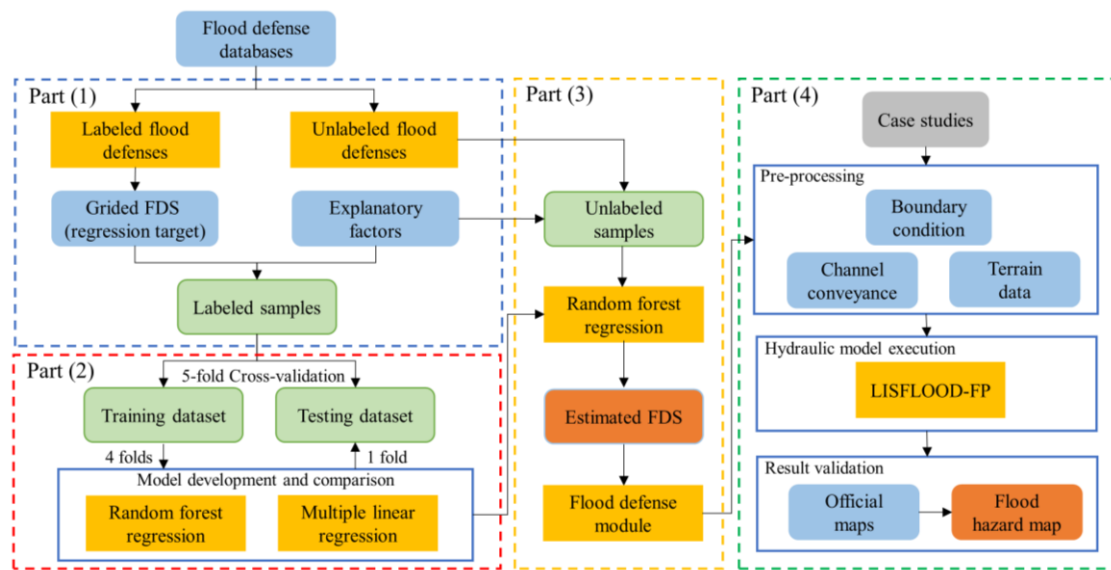 Flood defense
databases
Part (1)
Labeled flood
defenses
Unlabeled flood
defenses
Grided FDS
(regression target)
Explanatory
factors
Labeled samples
Part (2)
5-fold Cross-validation
Training dataset
Testing dataset
4 folds
1 fold
Model development and comparison
Random forest
regression
Multiple linear
regression
Part (3)
Unlabeled
samples
Random forest
regression
Estimated FDS
Flood defense
module
Part (4)
Case studies
Pre-processing
Boundary
condition
Channel
conveyance
Terrain
data
Hydraulic model execution
LISFLOOD-FP
Result validation
Official
maps
Flood
hazard map